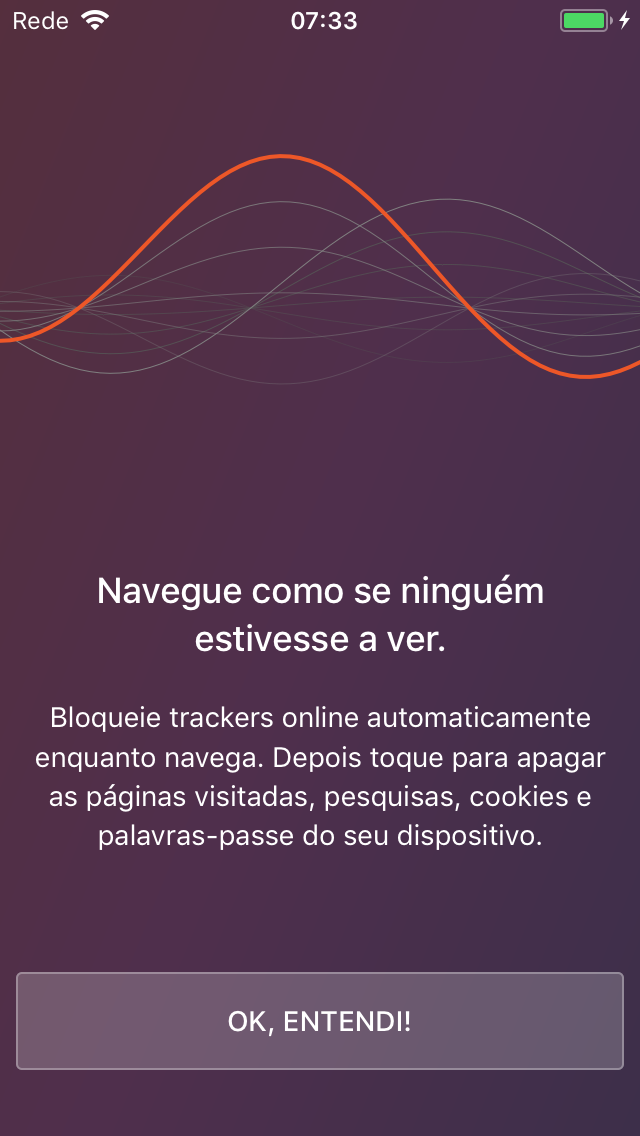 Rede 07:33
Navegue como se ninguém
estivesse a ver.
Bloqueie trackers online automaticamente
enquanto navega. Depois toque para apagar
as páginas visitadas, pesquisas, cookies e
palavras-passe do seu dispositivo.
OK, ENTENDI!